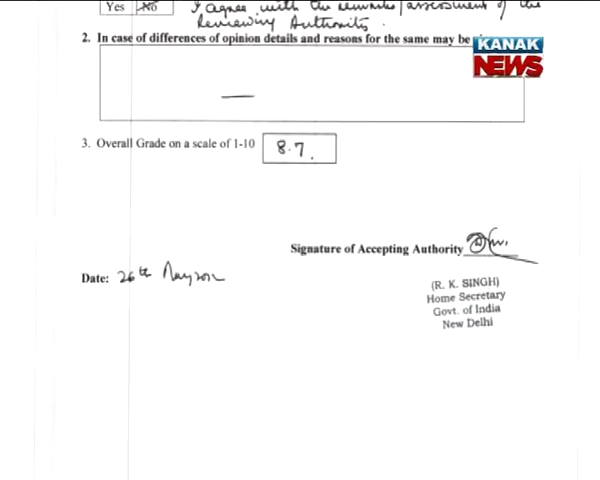 Yes No I agree with the remarks/assessment of the
Reviewing Authority.
2. In case of differences of opinion details and reasons for the same may be
KANAK
NEWS
—
3. Overall Grade on a scale of 1-10 8.7.
Signature of Accepting Authority
Date: 26th May 2012
(R. K. SINGH)
Home Secretary
Govt. of India
New Delhi